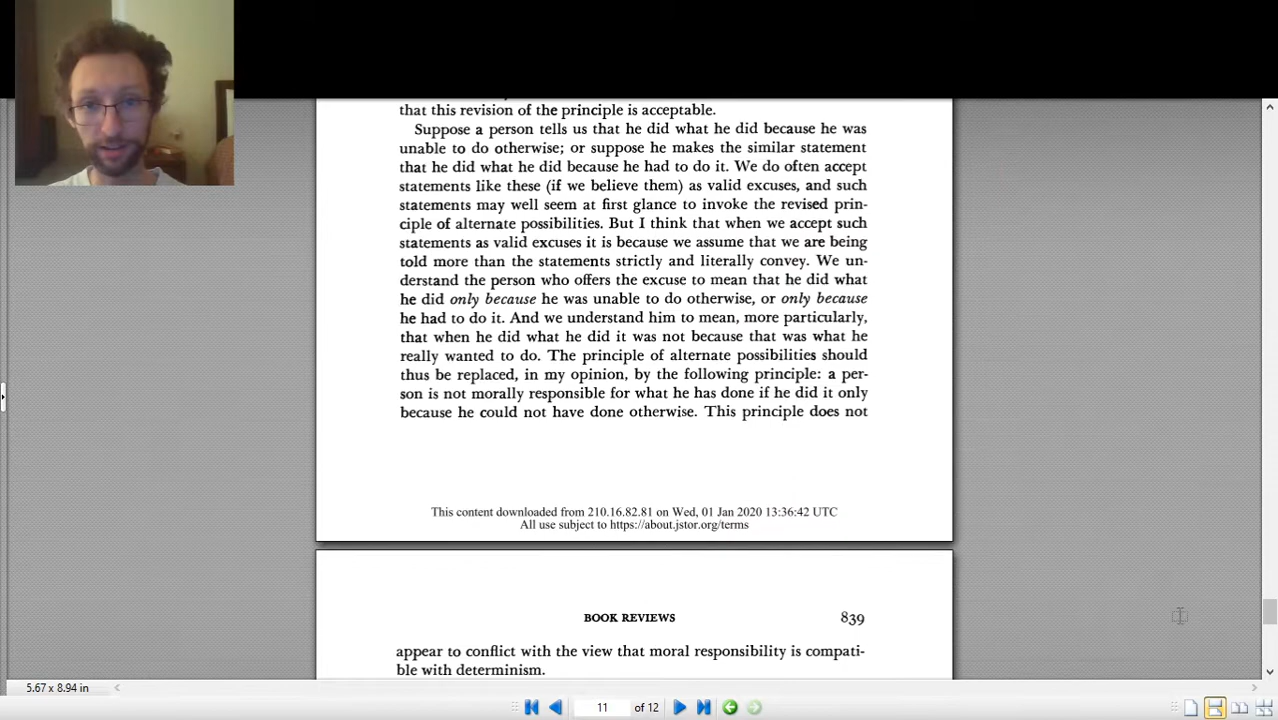 that this revision of the principle is acceptable.
Suppose a person tells us that he did what he did because he was
unable to do otherwise; or suppose he makes the similar statement
that he did what he did because he had to do it. We do often accept
statements like these (if we believe them) as valid excuses, and such
statements may well seem at first glance to invoke the revised prin-
ciple of alternate possibilities. But I think that when we accept such
statements as valid excuses it is because we assume that we are being
told more than the statements strictly and literally convey. We un-
derstand the person who offers the excuse to mean that he did what
he did only because he was unable to do otherwise, or only because
he had to do it. And we understand him to mean, more particularly,
that when he did what he did it was not because that was what he
really wanted to do. The principle of alternate possibilities should
thus be replaced, in my opinion, by the following principle: a per-
son is not morally responsible for what he has done if he did it only
because he could not have done otherwise. This principle does not
This content downloaded from 210.16.82.81 on Wed, 01 Jan 2020 13:36:42 UTC
All use subject to https://about.jstor.org/terms
BOOK REVIEWS 839
appear to conflict with the view that moral responsibility is compati-
ble with determinism.
5.67 x 8.94 in
11 of 12